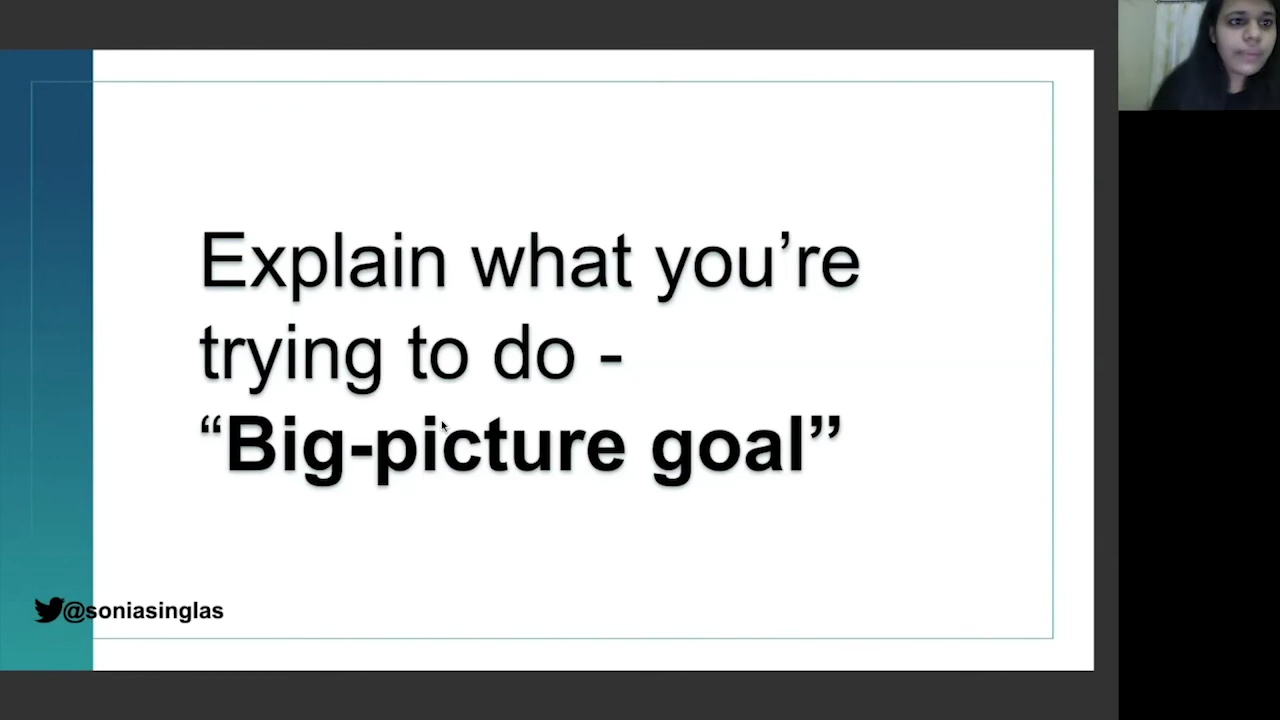 Explain what you’re
trying to do -
“Big-picture goal”
@soniasinglas